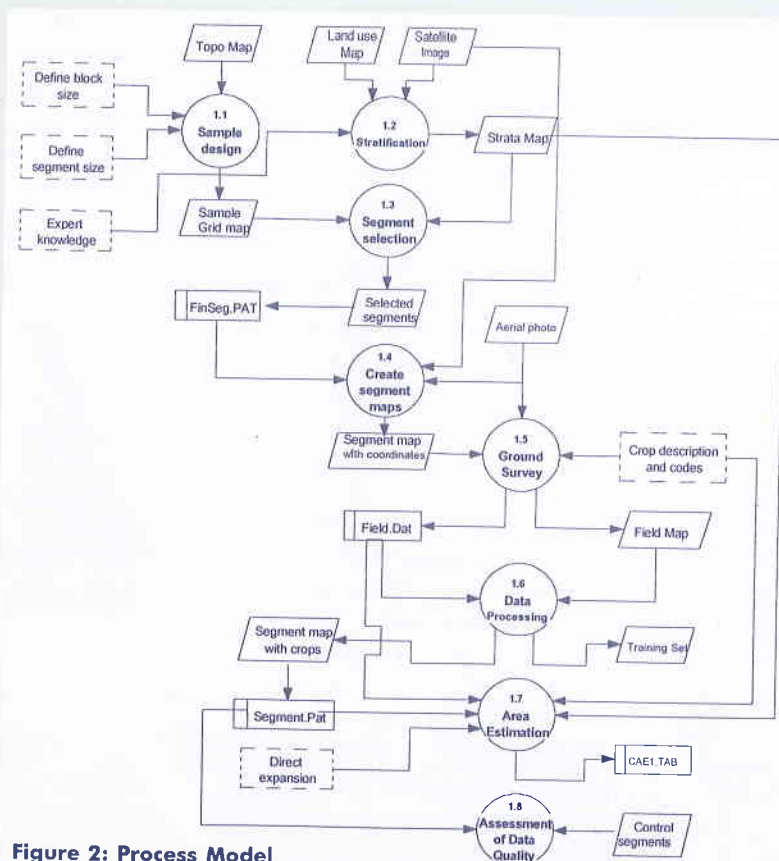 Topo Map
Land use
Map
Satellite
Image
Define block
size
1.1
Sample
design
1.2
Stratification
Strata Map
Define
segment size
Expert
knowledge
Sample
Grid map
1.3
Segment
selection
FinSeg.PAT
Selected
segments
Aerial photo
1.4
Create
segment
maps
Segment map
with coordinates
1.5
Ground
Survey
Crop description
and codes
Field.Dat
Field Map
1.6
Data
Processing
Segment map
with crops
Training Set
Segment.Pat
1.7
Area
Estimation
Direct
expansion
CAE1.TAB
1.8
Assessment
of Data
Quality
Control
segments
Figure 2: Process Model